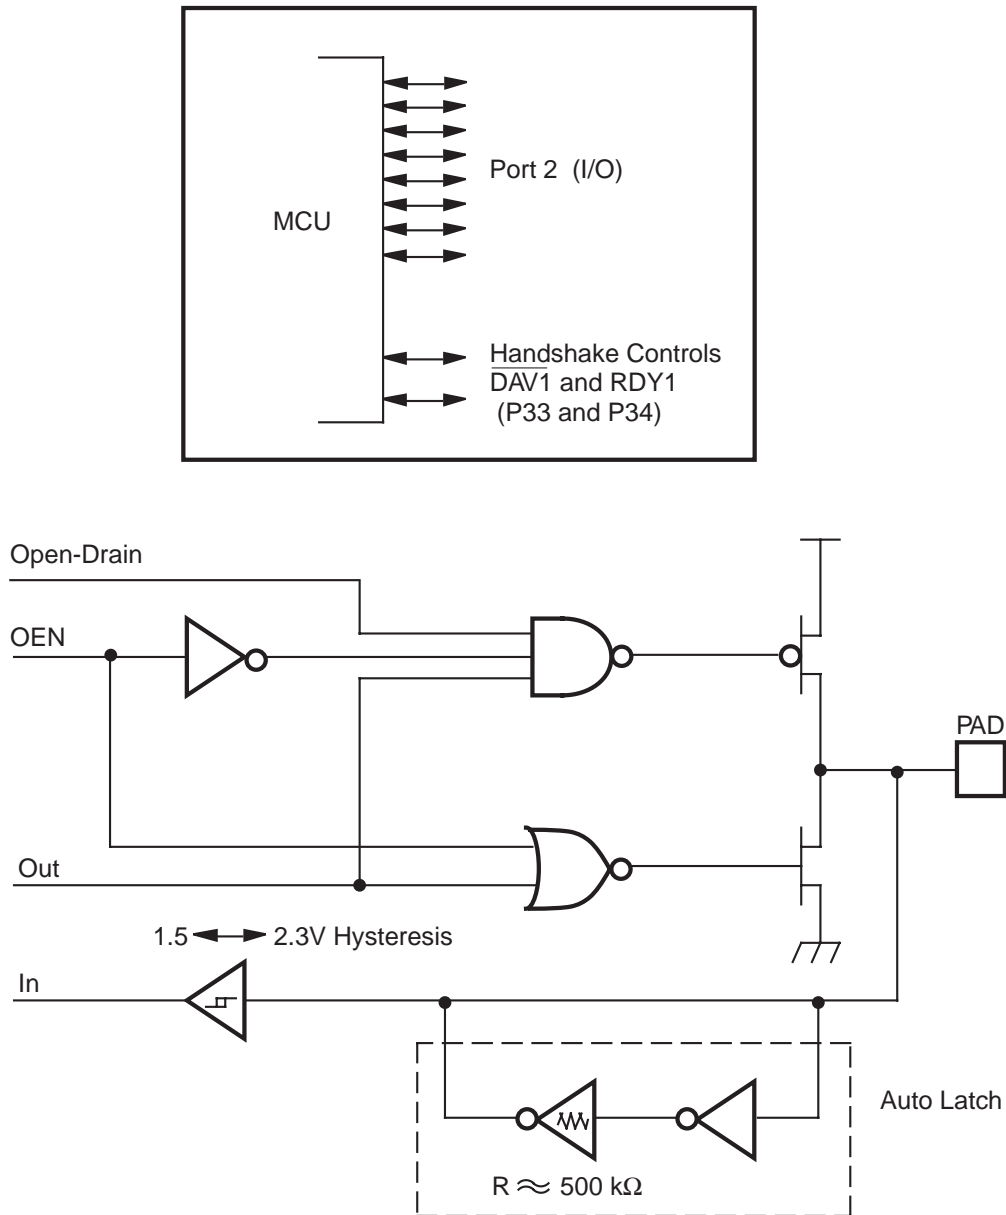 MCU
Port 2 (I/O)
Handshake Controls
D̅A̅V̅1̅ and RDY1
(P33 and P34)
Open-Drain
OEN
PAD
Out
1.5 2.3V Hysteresis
In
Auto Latch
R ≈ 500 kΩ